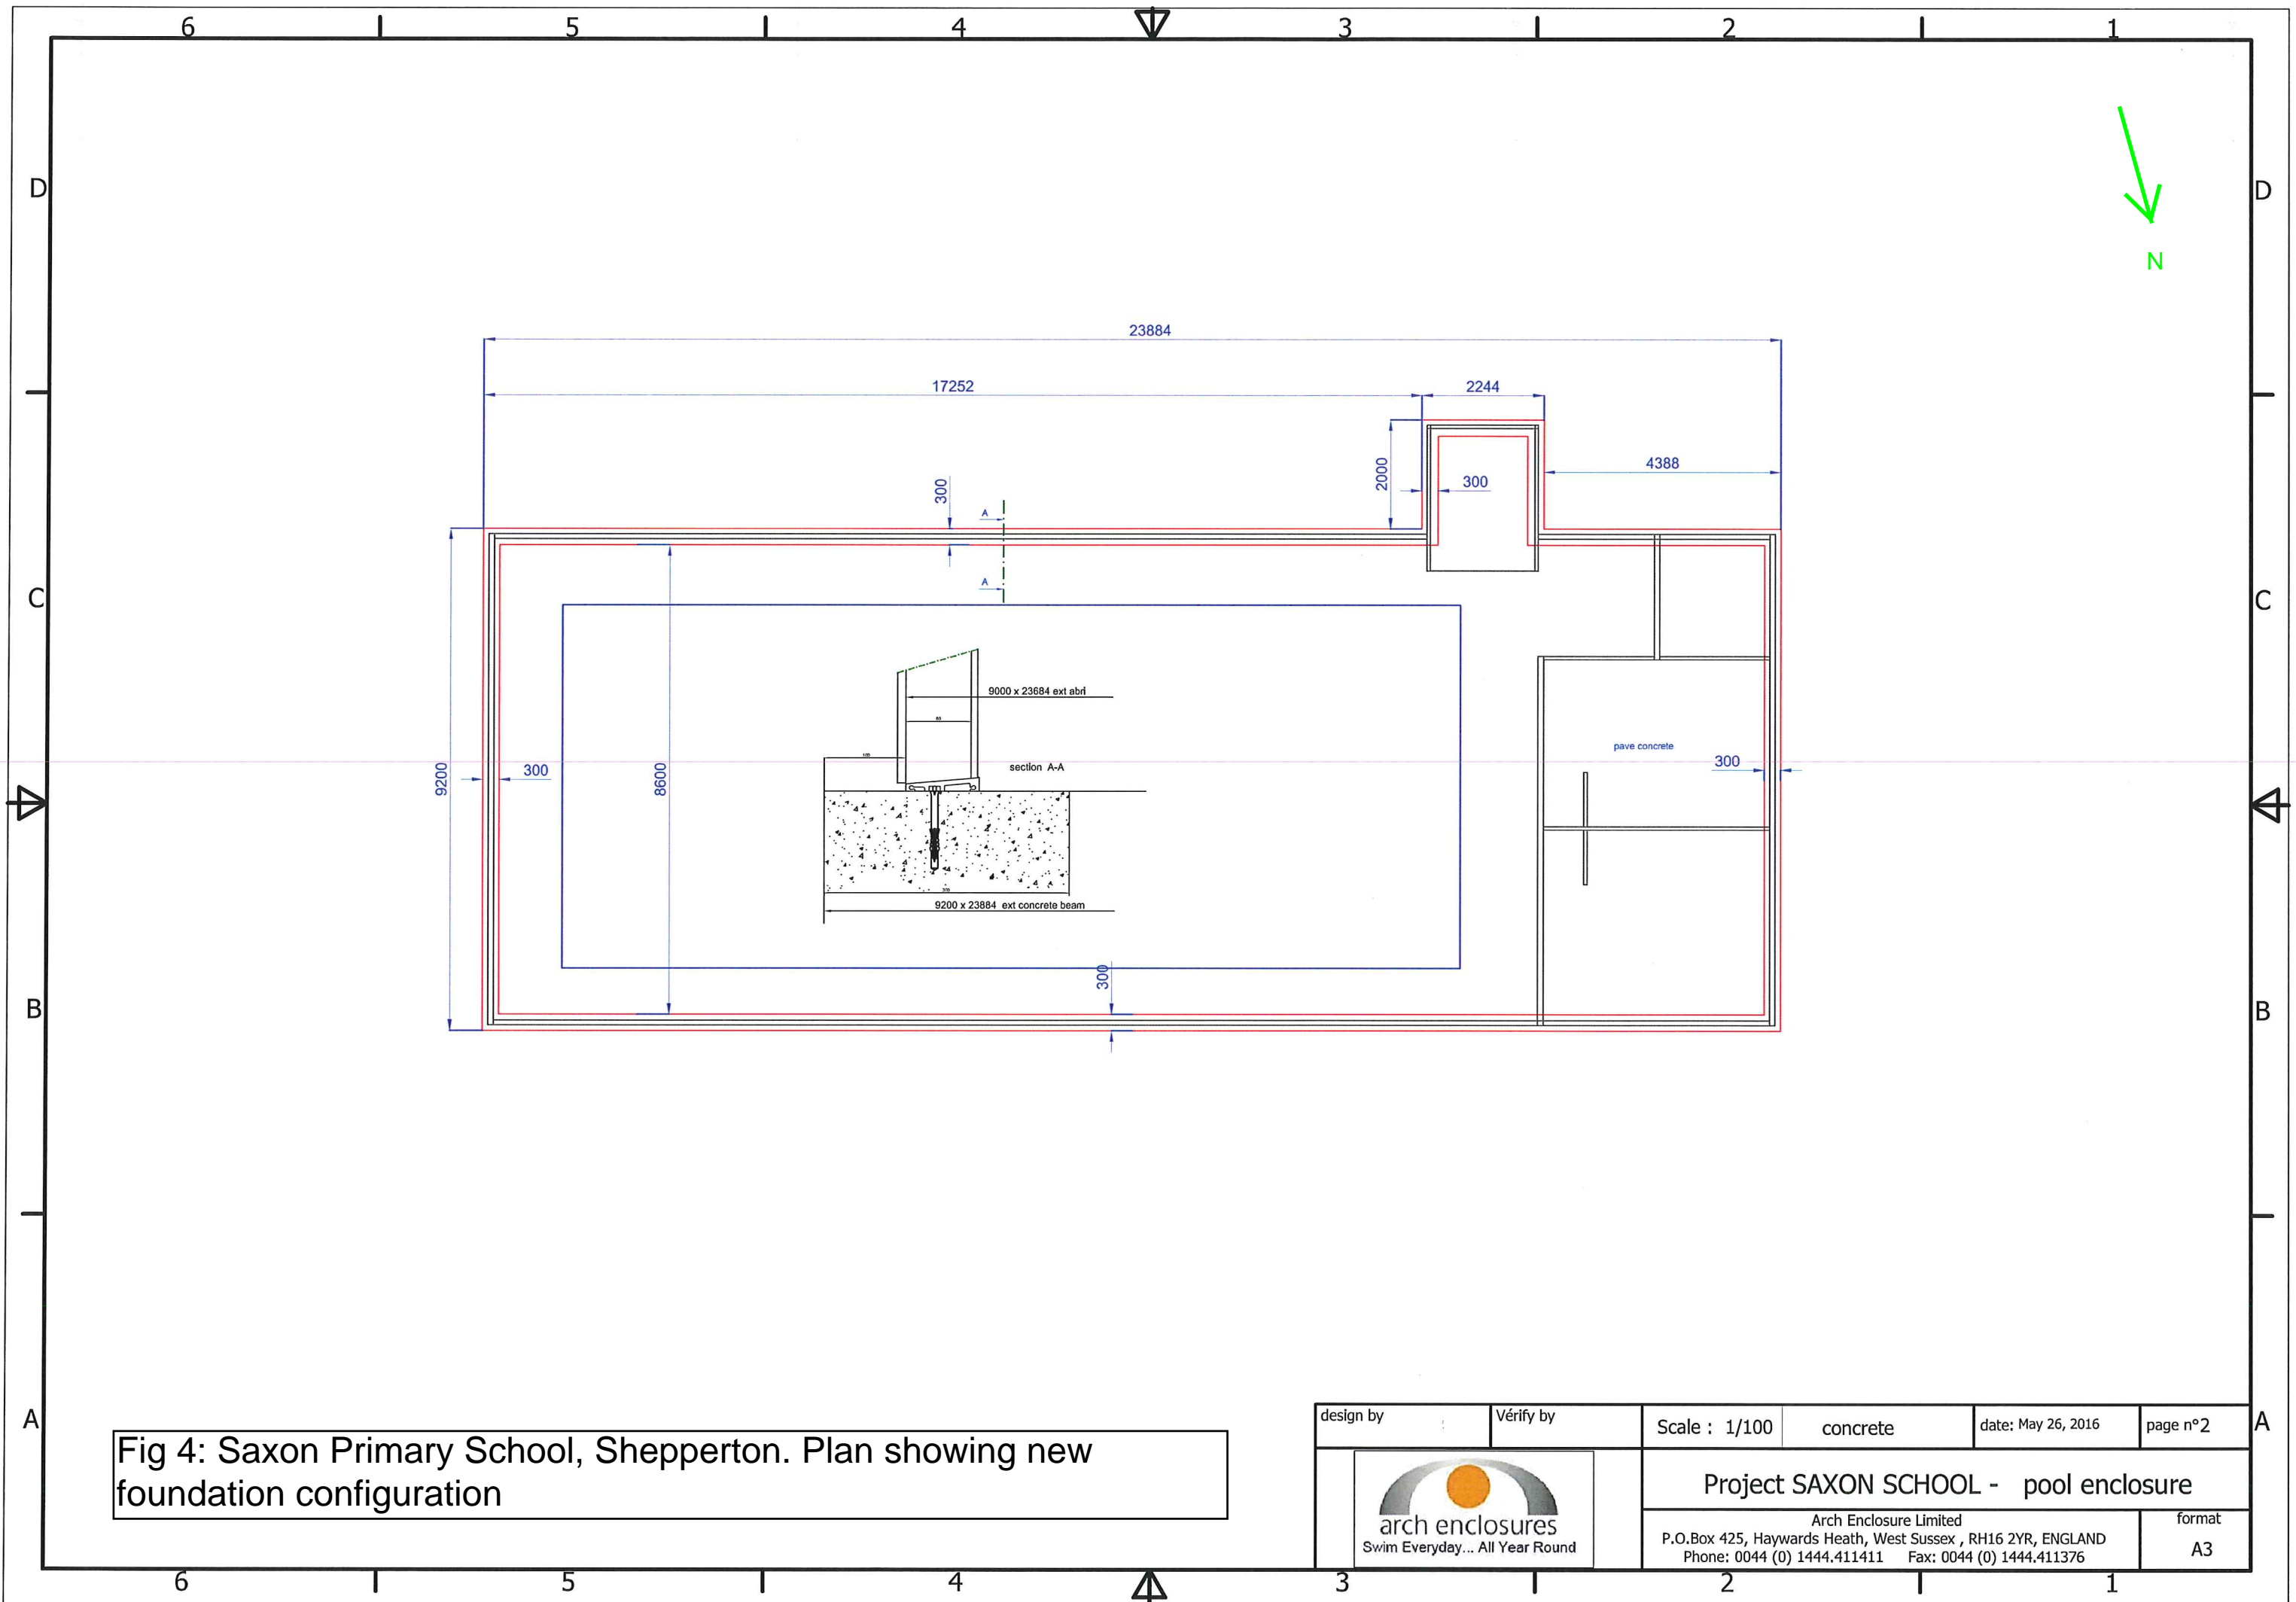 6 5 4 3 2 1
D D
N
23884
17252 2244
2000
300
4388
300
A
A
C C
9000 x 23684 ext abri
section A-A
pave concrete
9200
300
8600
300
9200 x 23884 ext concrete beam
300
B B
A A
Fig 4: Saxon Primary School, Shepperton. Plan showing new
foundation configuration
design by
Vérify by
Scale : 1/100
concrete
date: May 26, 2016
page n°2
Project SAXON SCHOOL - pool enclosure
arch enclosures
Swim Everyday... All Year Round
Arch Enclosure Limited
P.O.Box 425, Haywards Heath, West Sussex , RH16 2YR, ENGLAND
Phone: 0044 (0) 1444.411411 Fax: 0044 (0) 1444.411376
format
A3
6 5 4 3 2 1